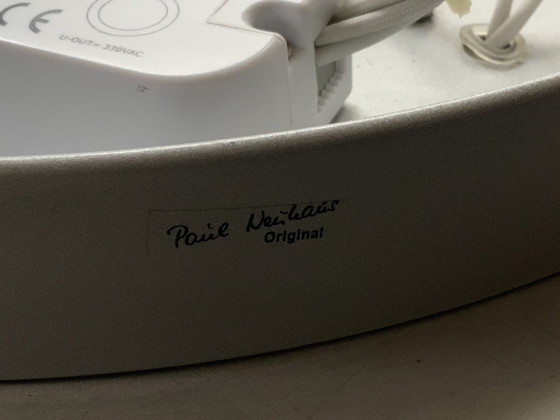 CE
U-OUT= 330VAC
Paul Neuhaus
Original